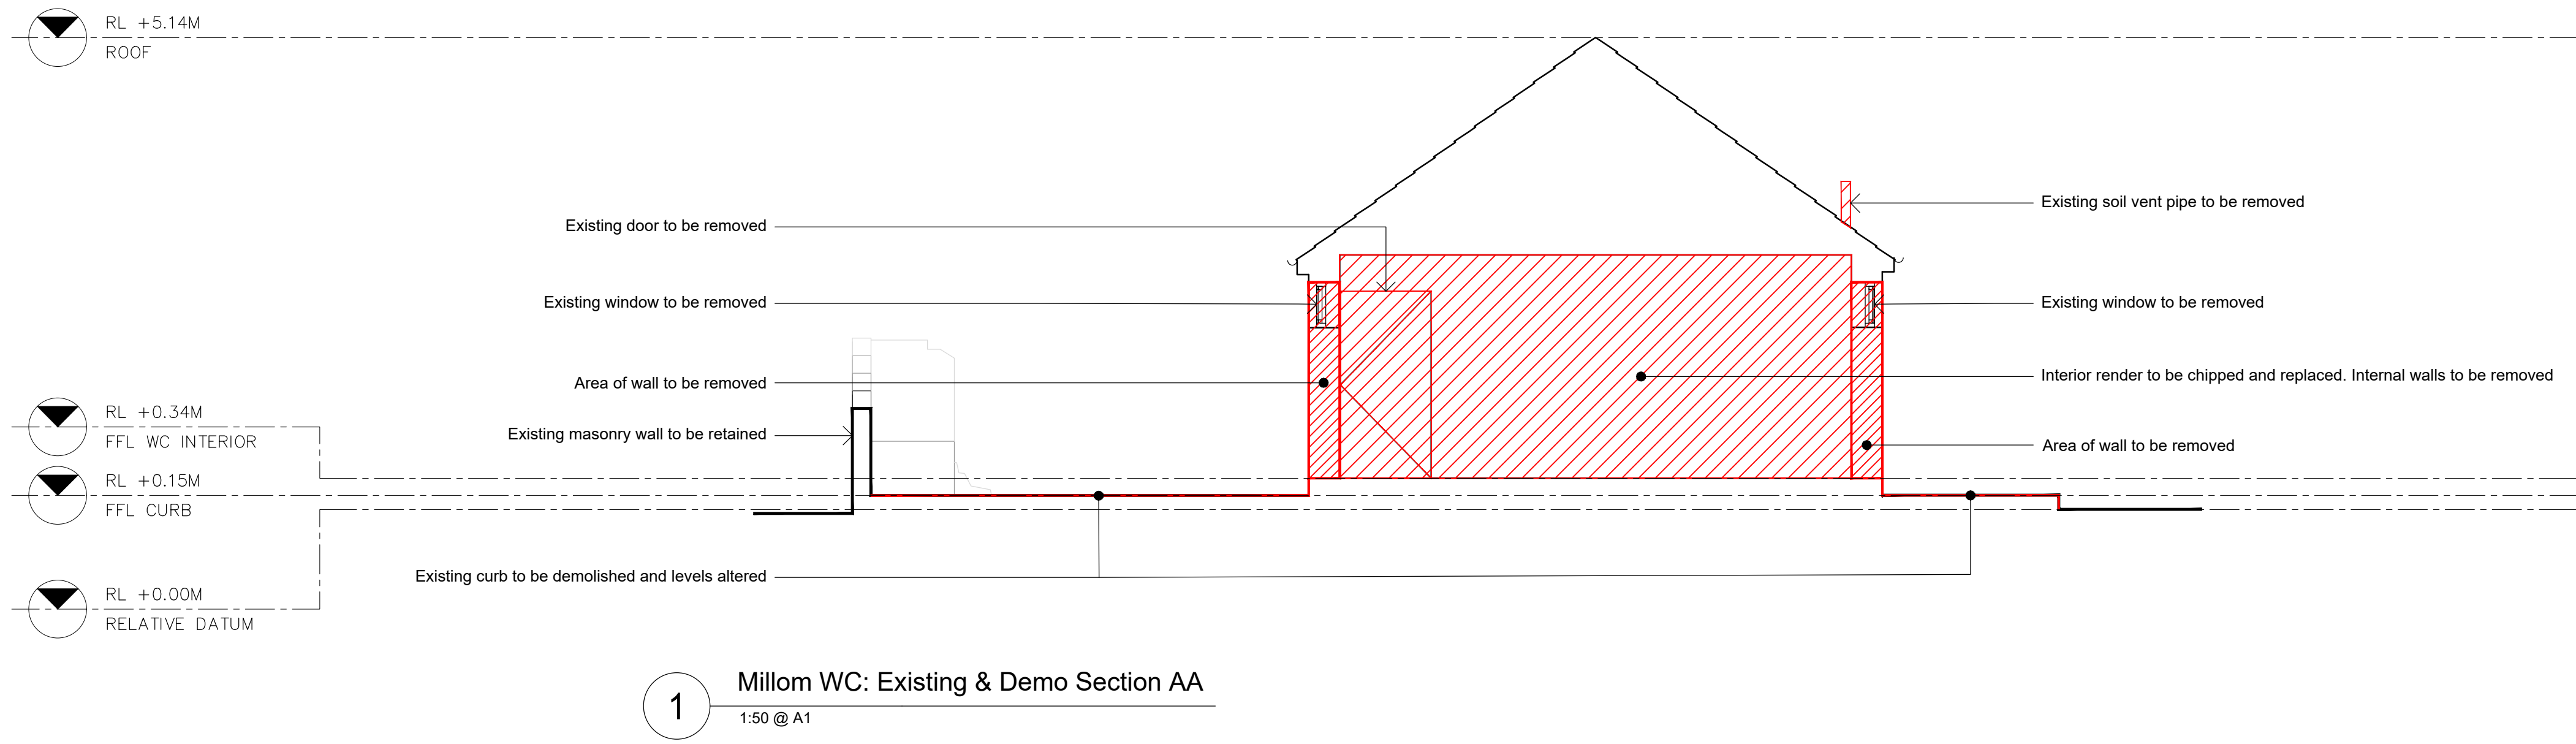 RL +5.14M
ROOF
Existing soil vent pipe to be removed
Existing door to be removed
Existing window to be removed
Existing window to be removed
Interior render to be chipped and replaced. Internal walls to be removed
Area of wall to be removed
RL +0.34M
FFL WC INTERIOR
Existing masonry wall to be retained
Area of wall to be removed
RL +0.15M
FFL CURB
Existing curb to be demolished and levels altered
RL +0.00M
RELATIVE DATUM
1
Millom WC: Existing & Demo Section AA
1:50 @ A1